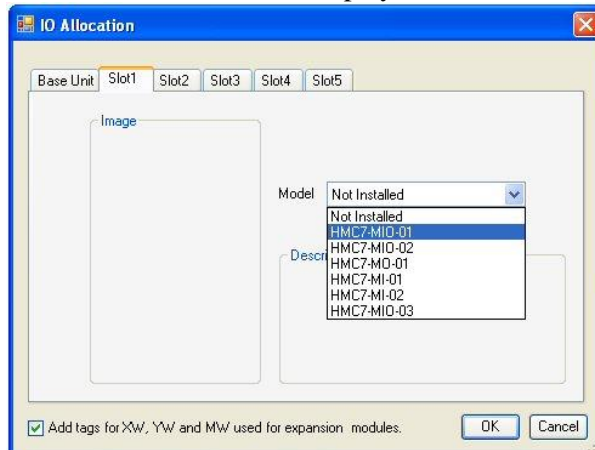 IO Allocation
Base Unit Slot1 Slot2 Slot3 Slot4 Slot5
Image
Model Not Installed
Not Installed
HMC7-MIO-01
HMC7-MIO-02
Descri
HMC7-MO-01
HMC7-MI-01
HMC7-MI-02
HMC7-MIO-03
Add tags for XW, YW and MW used for expansion modules.
OK Cancel